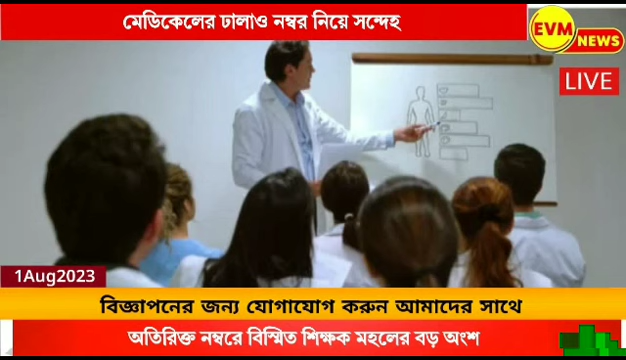 মেডিকেলের ঢালাও নম্বর নিয়ে সন্দেহ
EVM
NEWS
LIVE
1Aug2023
বিজ্ঞাপনের জন্য যোগাযোগ করুন আমাদের সাথে
অতিরিক্ত নম্বরে বিস্মিত শিক্ষক মহলের বড় অংশ